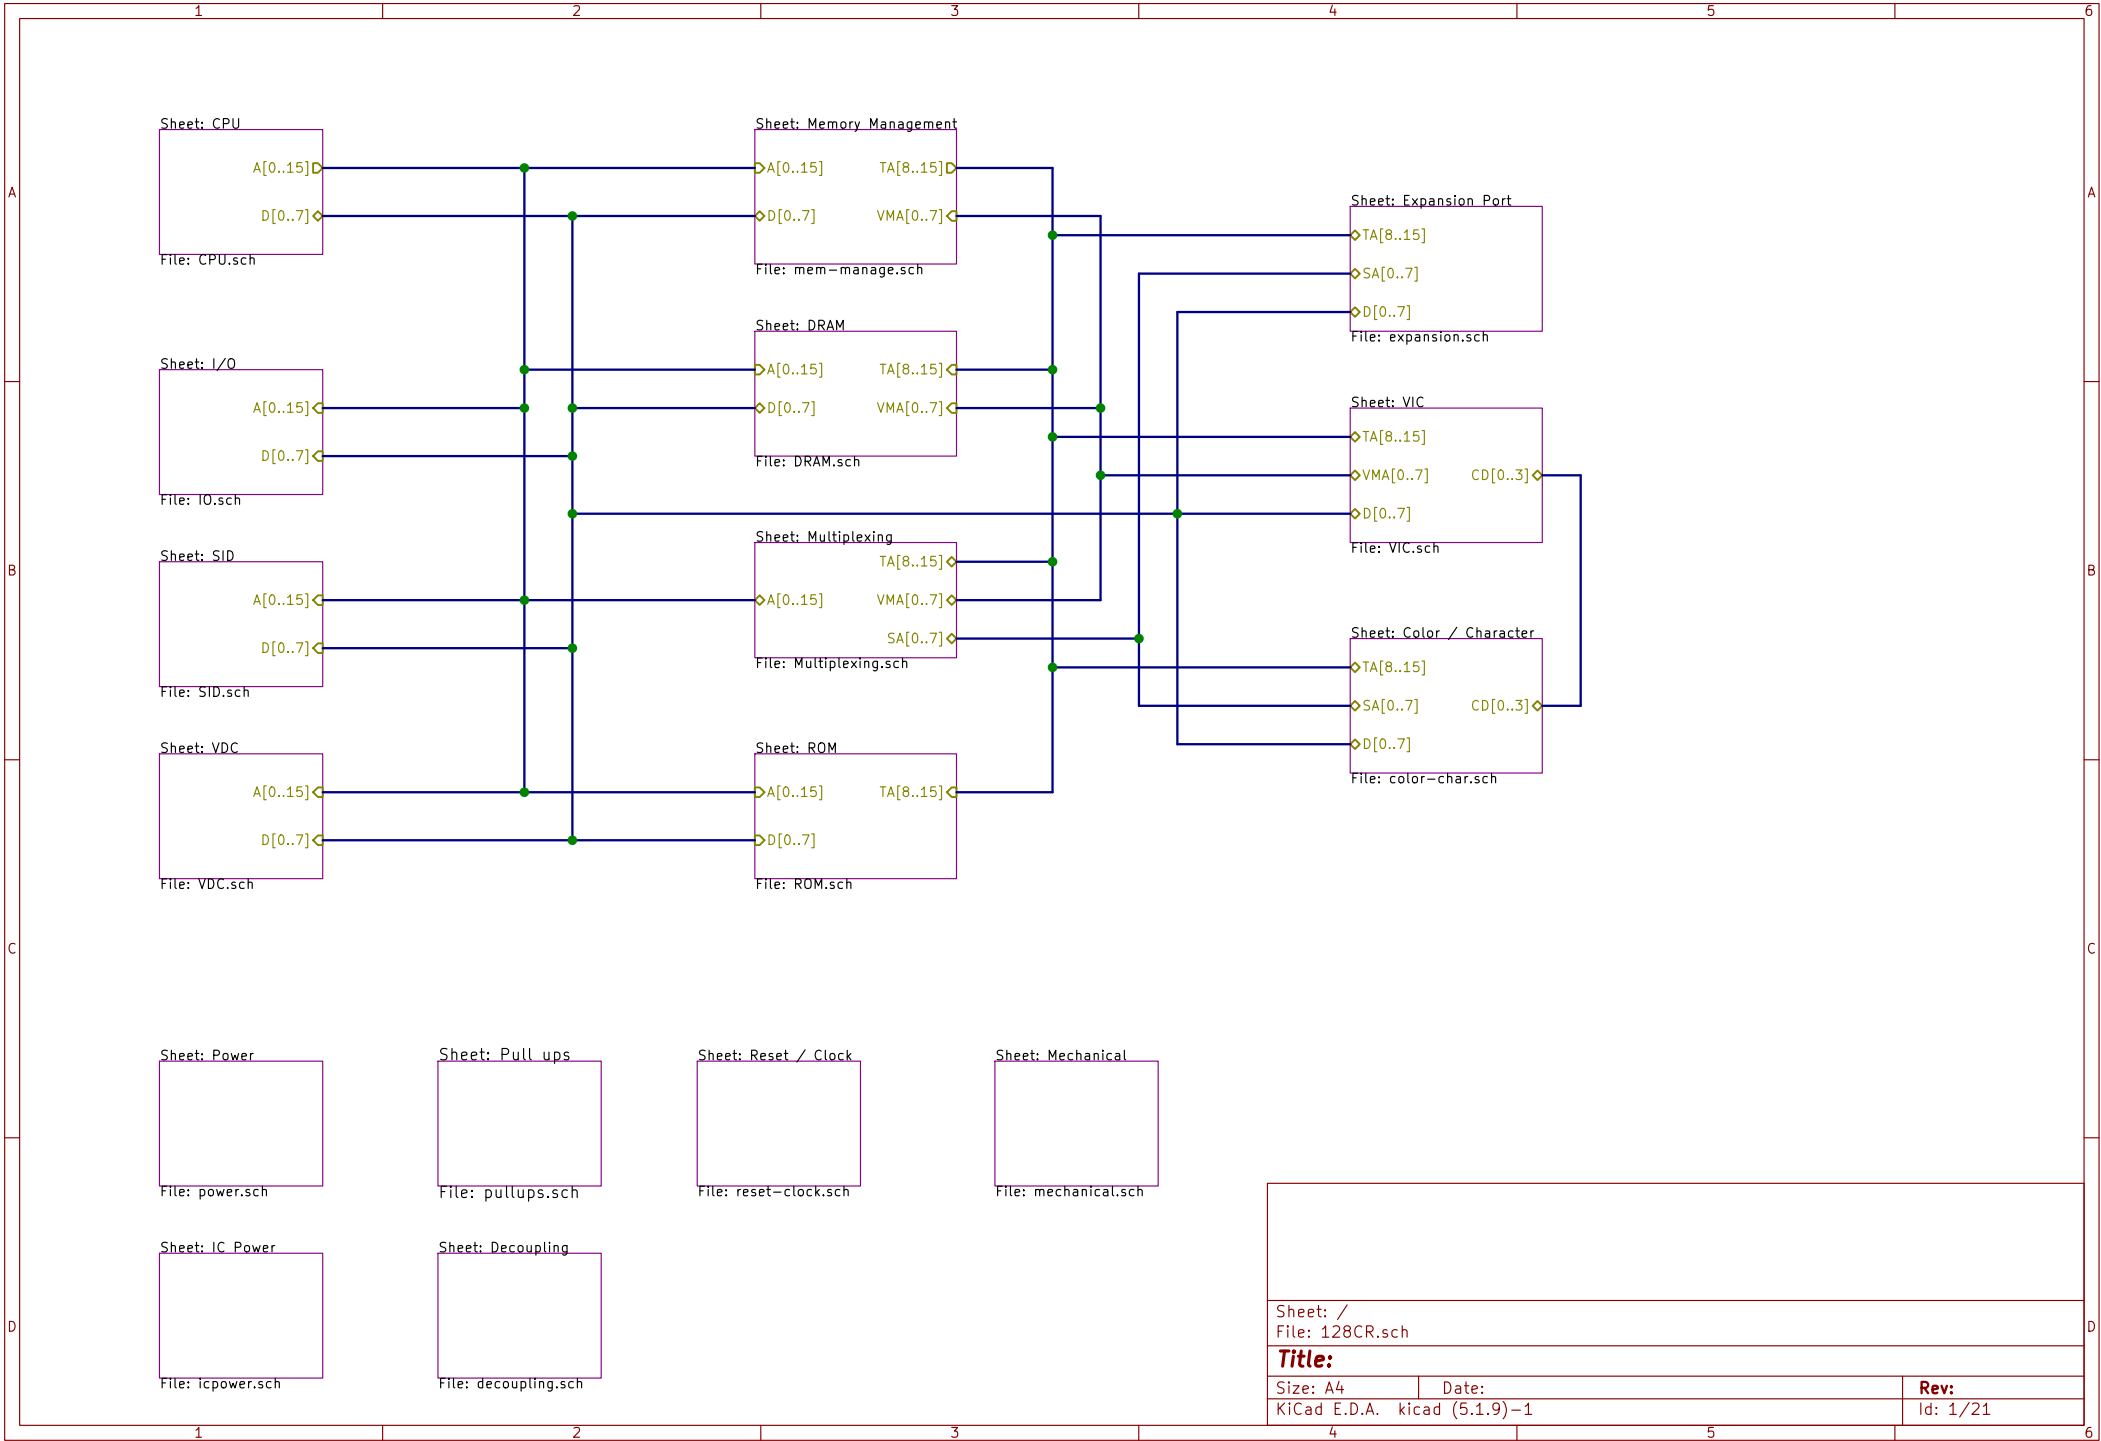 1 2 3 4 5 6
A A
B B
C C
D D
Sheet: CPU
A[0..15]
D[0..7]
File: CPU.sch
Sheet: I/O
A[0..15]
D[0..7]
File: IO.sch
Sheet: SID
A[0..15]
D[0..7]
File: SID.sch
Sheet: VDC
A[0..15]
D[0..7]
File: VDC.sch
Sheet: Memory Management
A[0..15] TA[8..15]
D[0..7] VMA[0..7]
File: mem-manage.sch
Sheet: DRAM
A[0..15] TA[8..15]
D[0..7] VMA[0..7]
File: DRAM.sch
Sheet: Multiplexing
TA[8..15]
A[0..15] VMA[0..7]
SA[0..7]
File: Multiplexing.sch
Sheet: ROM
A[0..15] TA[8..15]
D[0..7]
File: ROM.sch
Sheet: Expansion Port
TA[8..15]
SA[0..7]
D[0..7]
File: expansion.sch
Sheet: VIC
TA[8..15]
VMA[0..7] CD[0..3]
D[0..7]
File: VIC.sch
Sheet: Color / Character
TA[8..15]
SA[0..7] CD[0..3]
D[0..7]
File: color-char.sch
Sheet: Power
File: power.sch
Sheet: Pull ups
File: pullups.sch
Sheet: Reset / Clock
File: reset-clock.sch
Sheet: Mechanical
File: mechanical.sch
Sheet: IC Power
File: icpower.sch
Sheet: Decoupling
File: decoupling.sch
Sheet: /
File: 128CR.sch
Title:
Size: A4 Date: Rev:
KiCad E.D.A. kicad (5.1.9)-1 Id: 1/21
1 2 3 4 5 6